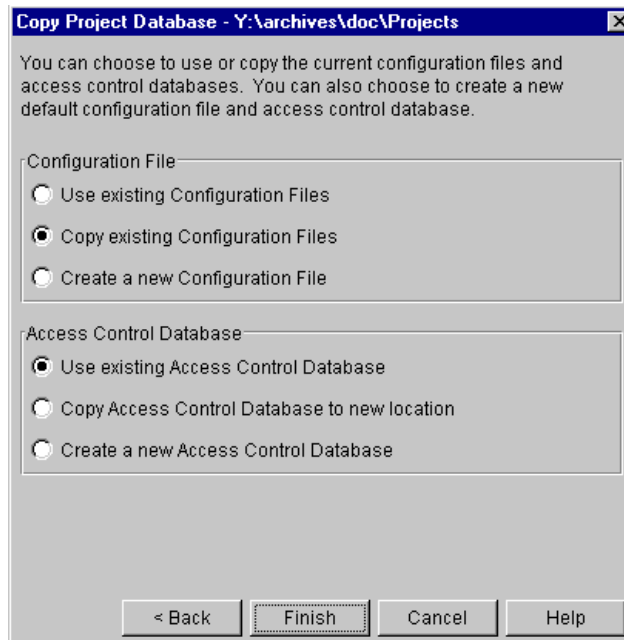 Copy Project Database - Y:\archives\doc\Projects
You can choose to use or copy the current configuration files and
access control databases.  You can also choose to create a new
default configuration file and access control database.
Configuration File
Use existing Configuration Files
Copy existing Configuration Files
Create a new Configuration File
Access Control Database
Use existing Access Control Database
Copy Access Control Database to new location
Create a new Access Control Database
< Back Finish Cancel Help